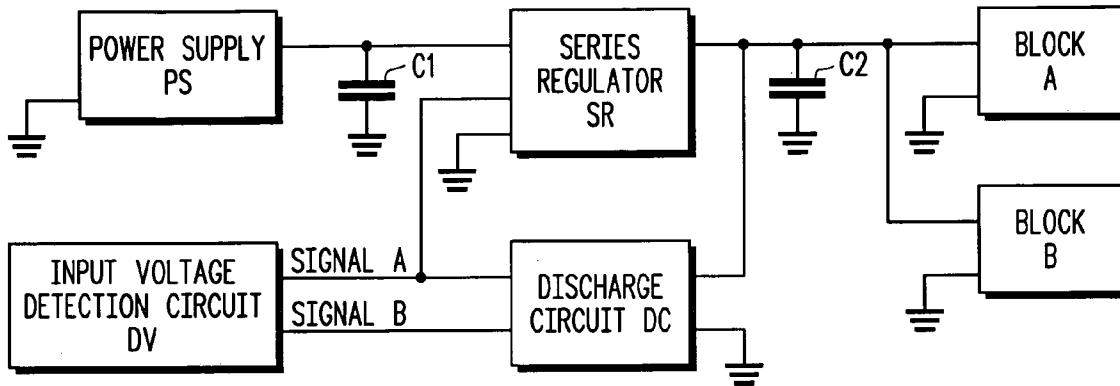 POWER SUPPLY
PS
C1
SERIES
REGULATOR
SR
C2
BLOCK
A
BLOCK
B
INPUT VOLTAGE
DETECTION CIRCUIT
DV
SIGNAL A
SIGNAL B
DISCHARGE
CIRCUIT DC